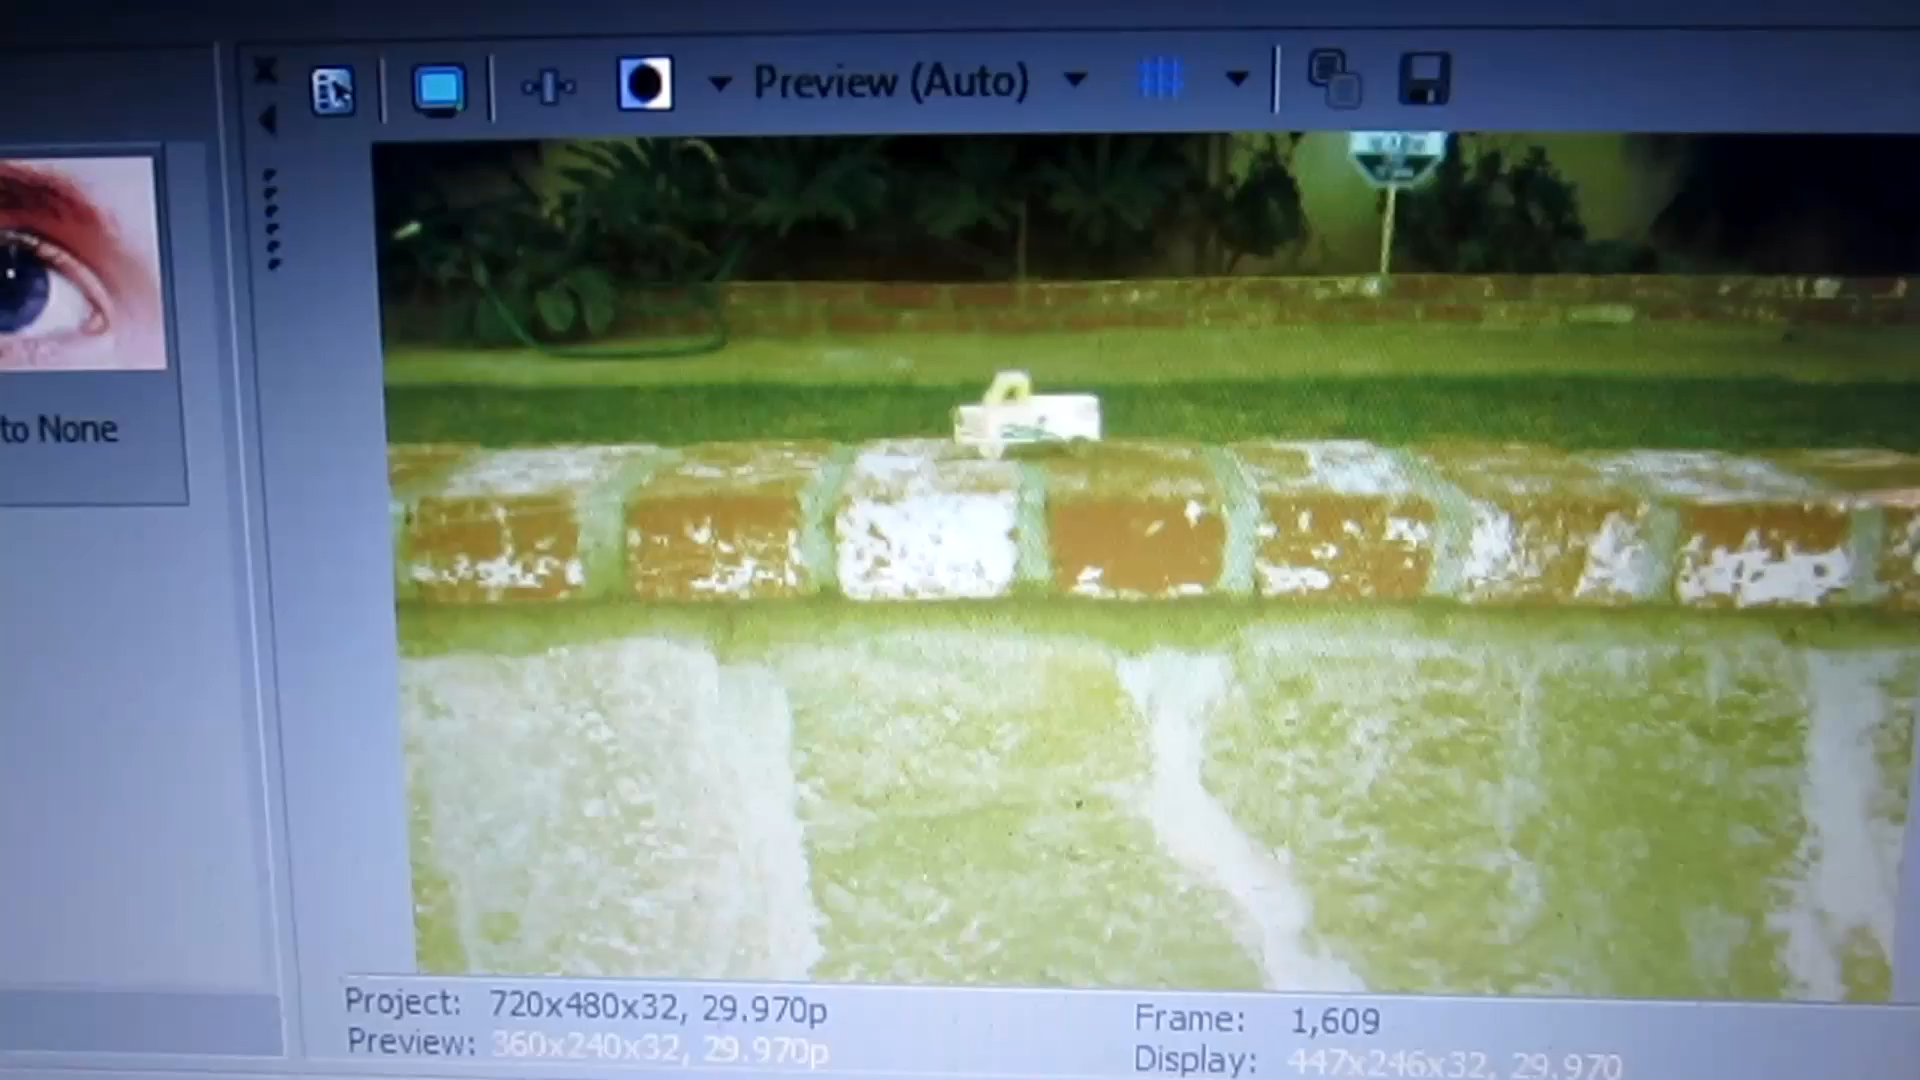 Preview (Auto)
to None
Project: 720x480x32, 29.970p
Preview: 360x240x32, 29.970p
Frame: 1,609
Display: 447x246x32, 29.970